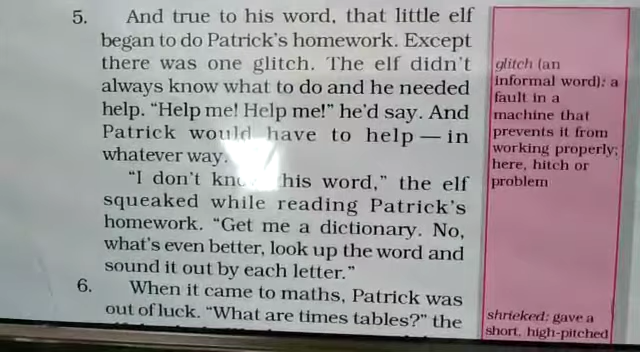 5. And true to his word, that little elf
began to do Patrick's homework. Except
there was one glitch. The elf didn't
always know what to do and he needed
help. “Help me! Help me!” he'd say. And
Patrick would have to help — in
whatever way.
“I don't his word,” the elf
squeaked while reading Patrick's
homework. “Get me a dictionary. No,
what's even better, look up the word and
sound it out by each letter.”
6. When it came to maths, Patrick was
out of luck. “What are times tables?” the
glitch (an
informal word): a
fault in a
machine that
prevents it from
working properly;
here, hitch or
problem
shrieked: gave a
short, high-pitched